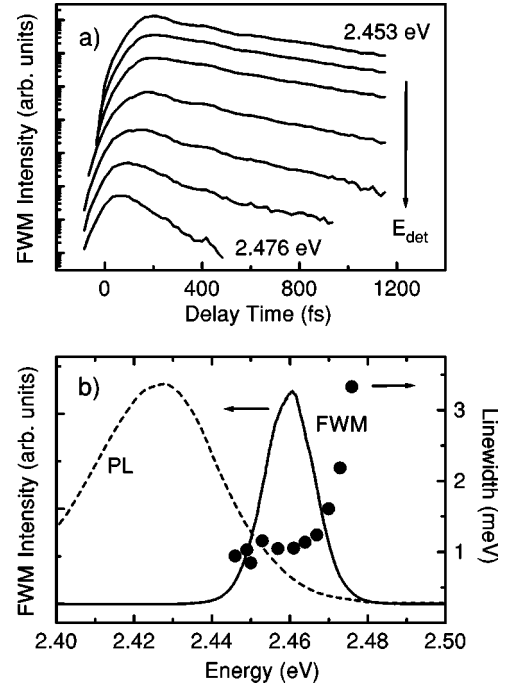 a)
2.453 eV
2.476 eV
E_det
FWM Intensity (arb. units)
0 400 800 1200
Delay Time (fs)
b)
PL
FWM
FWM Intensity (arb. units)
3
2
1
Linewidth (meV)
2.40 2.42 2.44 2.46 2.48 2.50
Energy (eV)